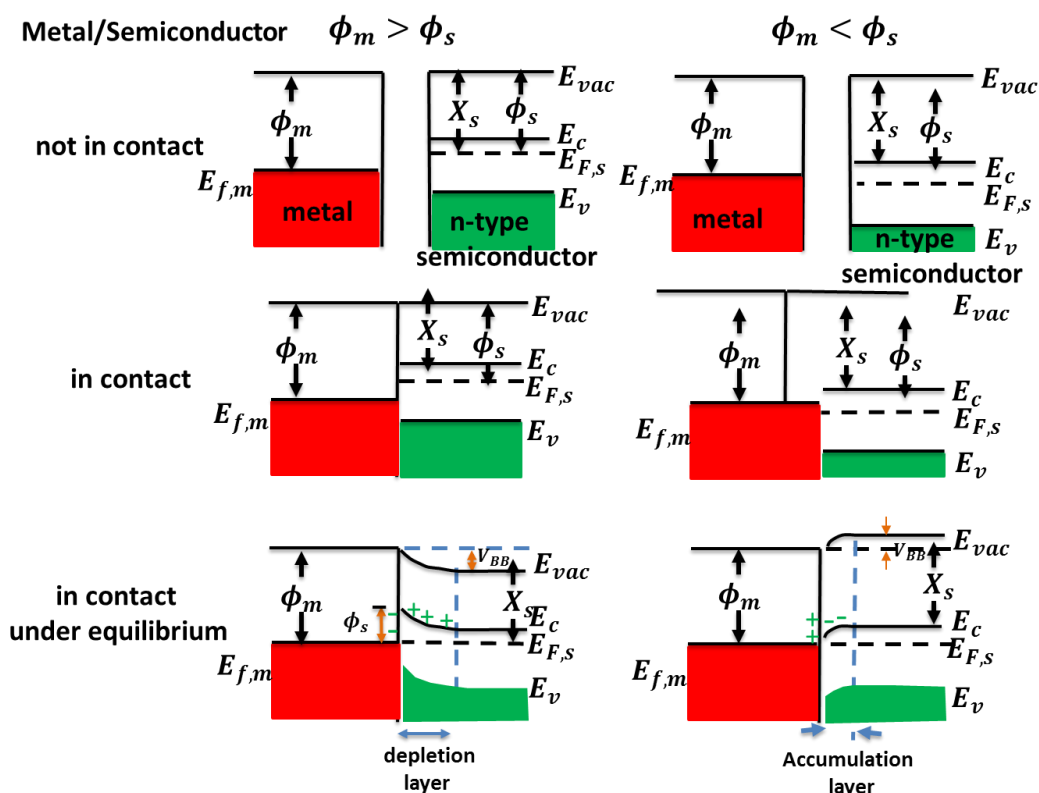 Metal/Semiconductor ϕm > ϕs ϕm < ϕs
not in contact
ϕm Xs ϕs Evac
Ec
EF,s
Ef,m
Ev
metal
n-type
semiconductor
ϕm Xs ϕs Evac
Ec
EF,s
Ef,m
Ev
metal
n-type
semiconductor
in contact
ϕm Xs ϕs Evac
Ec
EF,s
Ef,m
Ev
ϕm Xs ϕs Evac
Ec
EF,s
Ef,m
Ev
in contact
under equilibrium
ϕm ϕs VBB Evac
Xs
- + + + Ec
-
EF,s
Ef,m
Ev
depletion
layer
ϕm VBB Evac
Xs
+ - - Ec
+
EF,s
Ef,m
Ev
Accumulation
layer